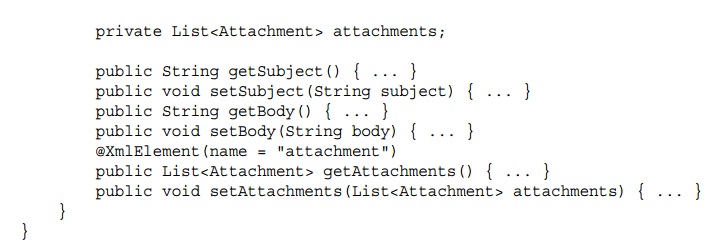 private List<Attachment> attachments;
public String getSubject() { ... }
public void setSubject(String subject) { ... }
public String getBody() { ... }
public void setBody(String body) { ... }
@XmlElement(name = "attachment")
public List<Attachment> getAttachments() { ... }
public void setAttachments(List<Attachment> attachments) { ... }
}
}